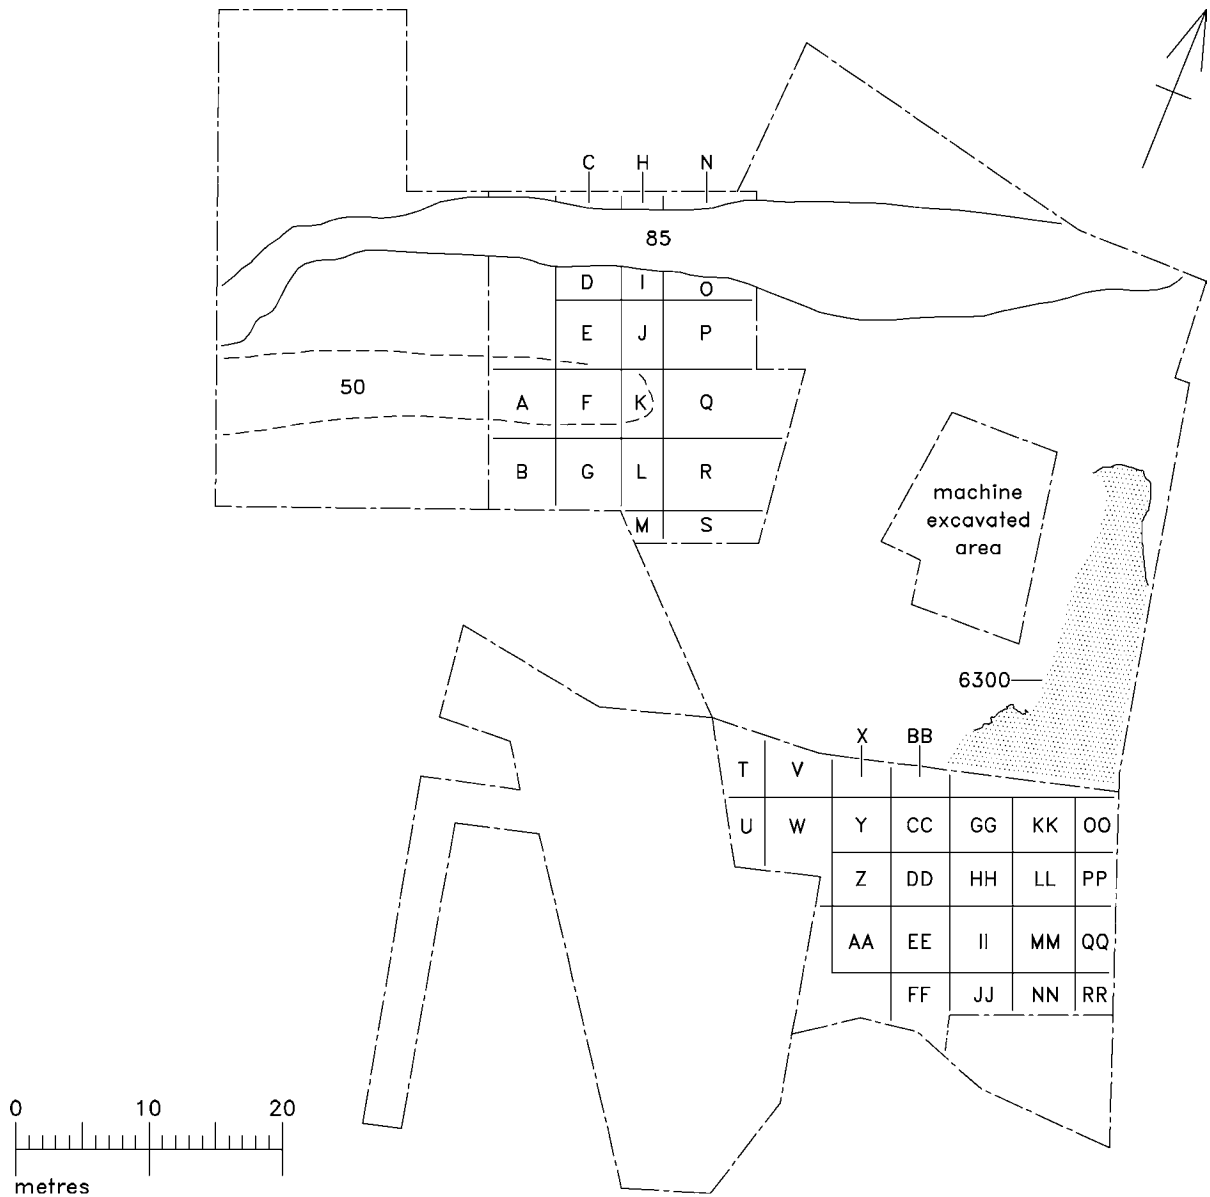 C H N
85
D I O
E J P
50
A F K Q
B G L R
M S
machine
excavated
area
6300
X BB
T V
U W Y CC GG KK OO
Z DD HH LL PP
AA EE II MM QQ
FF JJ NN RR
0 10 20
metres